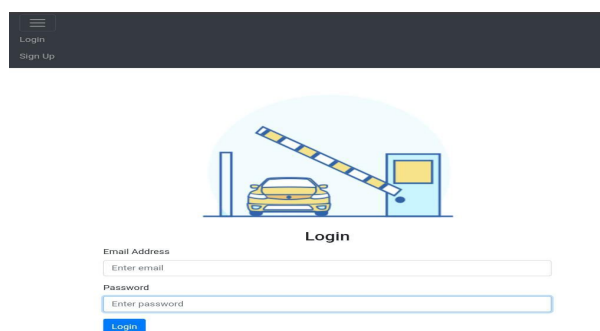 Login
Sign Up
Login
Email Address
Enter email
Password
Enter password
Login